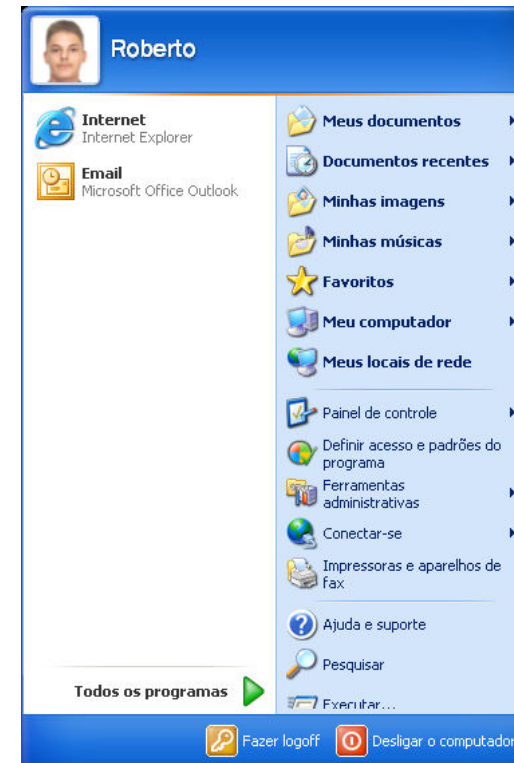 Roberto
Internet
Internet Explorer
Email
Microsoft Office Outlook
Todos os programas
Meus documentos
Documentos recentes
Minhas imagens
Minhas músicas
Favoritos
Meu computador
Meus locais de rede
Painel de controle
Definir acesso e padrões do
programa
Ferramentas
administrativas
Conectar-se
Impressoras e aparelhos de
fax
Ajuda e suporte
Pesquisar
Executar...
Fazer logoff
Desligar o computador